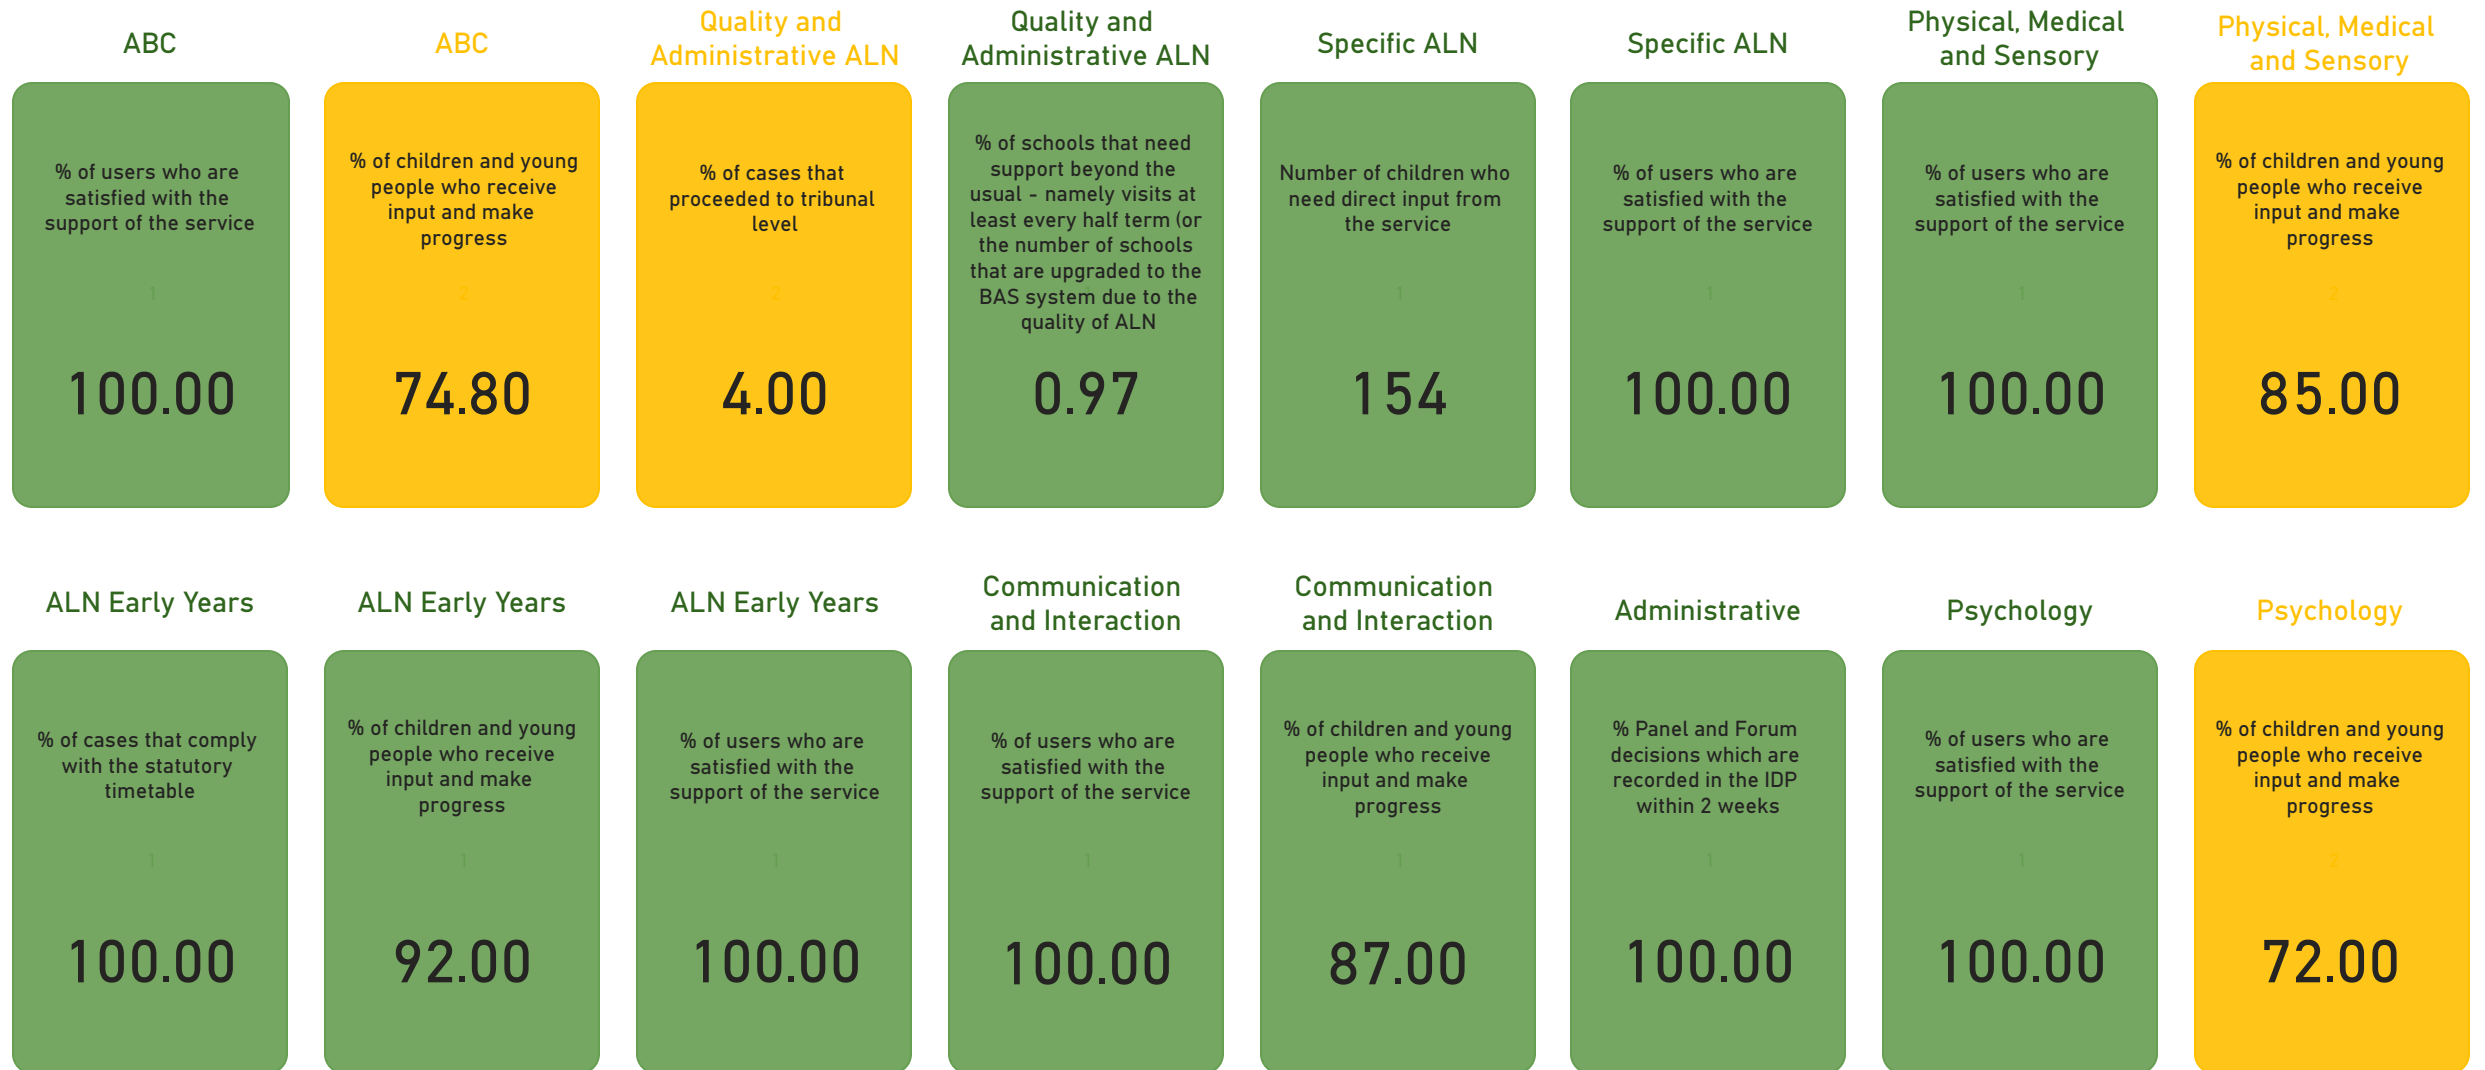 ABC
% of users who are
satisfied with the
support of the service
1
100.00
ABC
% of children and young
people who receive
input and make
progress
2
74.80
Quality and
Administrative ALN
% of cases that
proceeded to tribunal
level
2
4.00
Quality and
Administrative ALN
% of schools that need
support beyond the
usual - namely visits at
least every half term (or
the number of schools
that are upgraded to the
BAS system due to the
quality of ALN
0.97
Specific ALN
Number of children who
need direct input from
the service
1
154
Specific ALN
% of users who are
satisfied with the
support of the service
1
100.00
Physical, Medical
and Sensory
% of users who are
satisfied with the
support of the service
1
100.00
Physical, Medical
and Sensory
% of children and young
people who receive
input and make
progress
2
85.00
ALN Early Years
% of cases that comply
with the statutory
timetable
1
100.00
ALN Early Years
% of children and young
people who receive
input and make
progress
1
92.00
ALN Early Years
% of users who are
satisfied with the
support of the service
1
100.00
Communication
and Interaction
% of users who are
satisfied with the
support of the service
1
100.00
Communication
and Interaction
% of children and young
people who receive
input and make
progress
1
87.00
Administrative
% Panel and Forum
decisions which are
recorded in the IDP
within 2 weeks
1
100.00
Psychology
% of users who are
satisfied with the
support of the service
1
100.00
Psychology
% of children and young
people who receive
input and make
progress
2
72.00